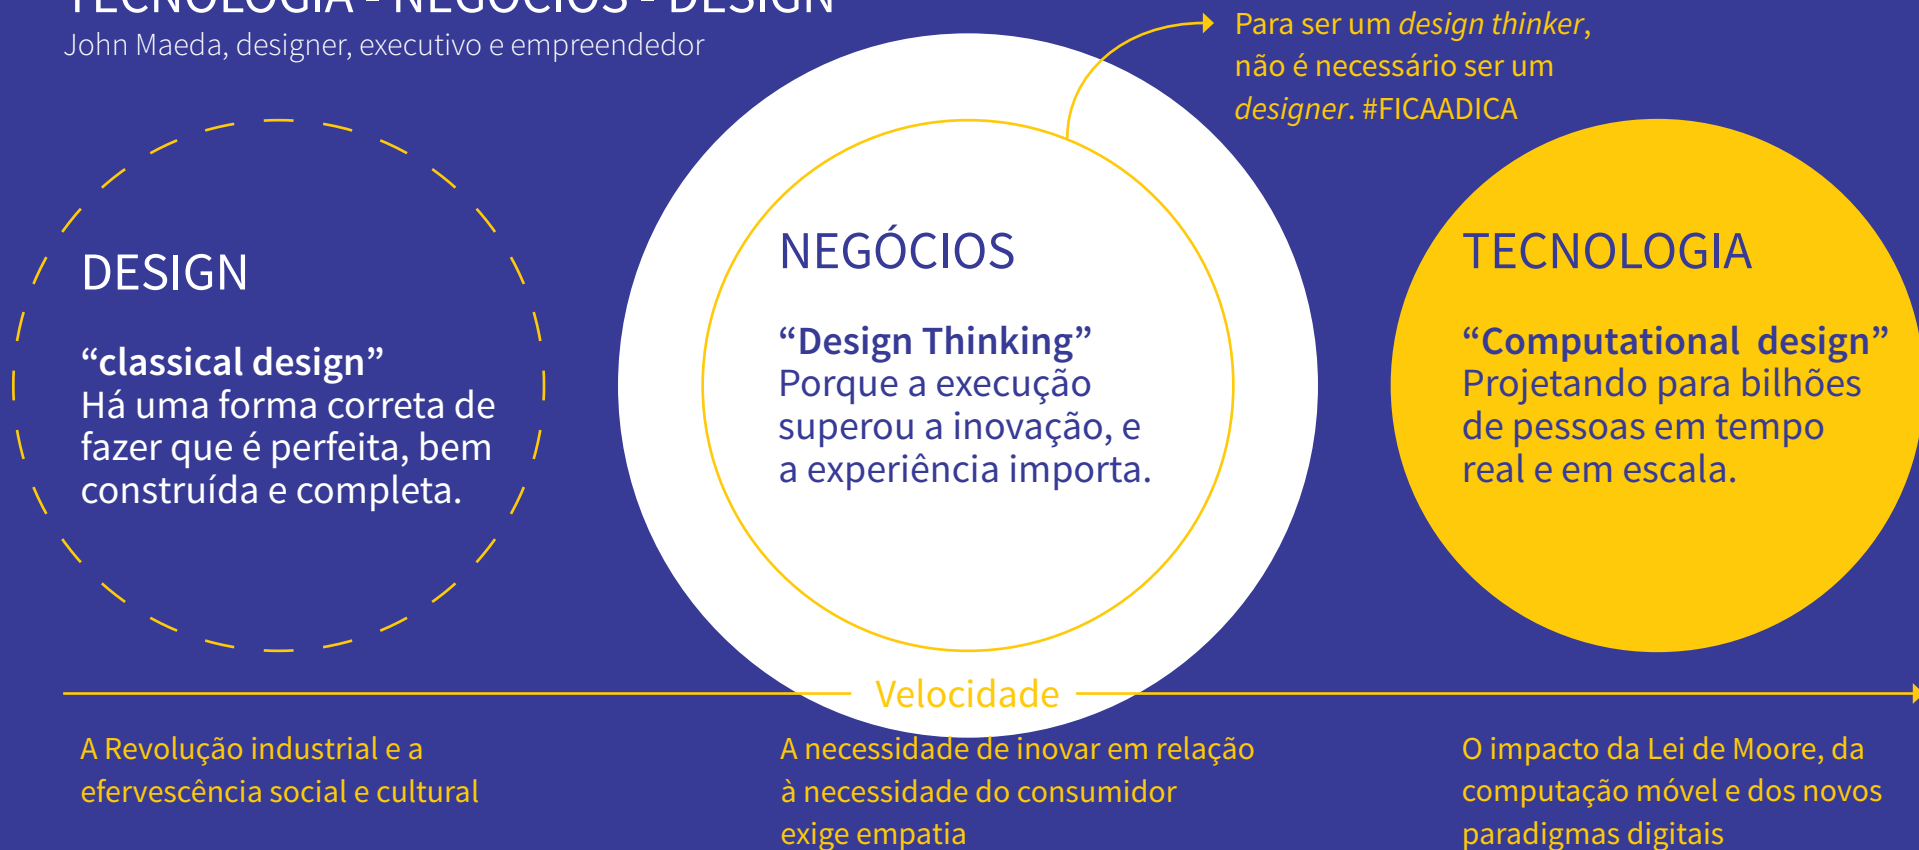 TECNOLOGIA - NEGÓCIOS - DESIGN
John Maeda, designer, executivo e empreendedor
Para ser um design thinker,
não é necessário ser um
designer. #FICAADICA
DESIGN
“classical design”
Há uma forma correta de
fazer que é perfeita, bem
construída e completa.
NEGÓCIOS
“Design Thinking”
Porque a execução
superou a inovação, e
a experiência importa.
TECNOLOGIA
“Computational design”
Projetando para bilhões
de pessoas em tempo
real e em escala.
Velocidade
A Revolução industrial e a
efervescência social e cultural
A necessidade de inovar em relação
à necessidade do consumidor
exige empatia
O impacto da Lei de Moore, da
computação móvel e dos novos
paradigmas digitais